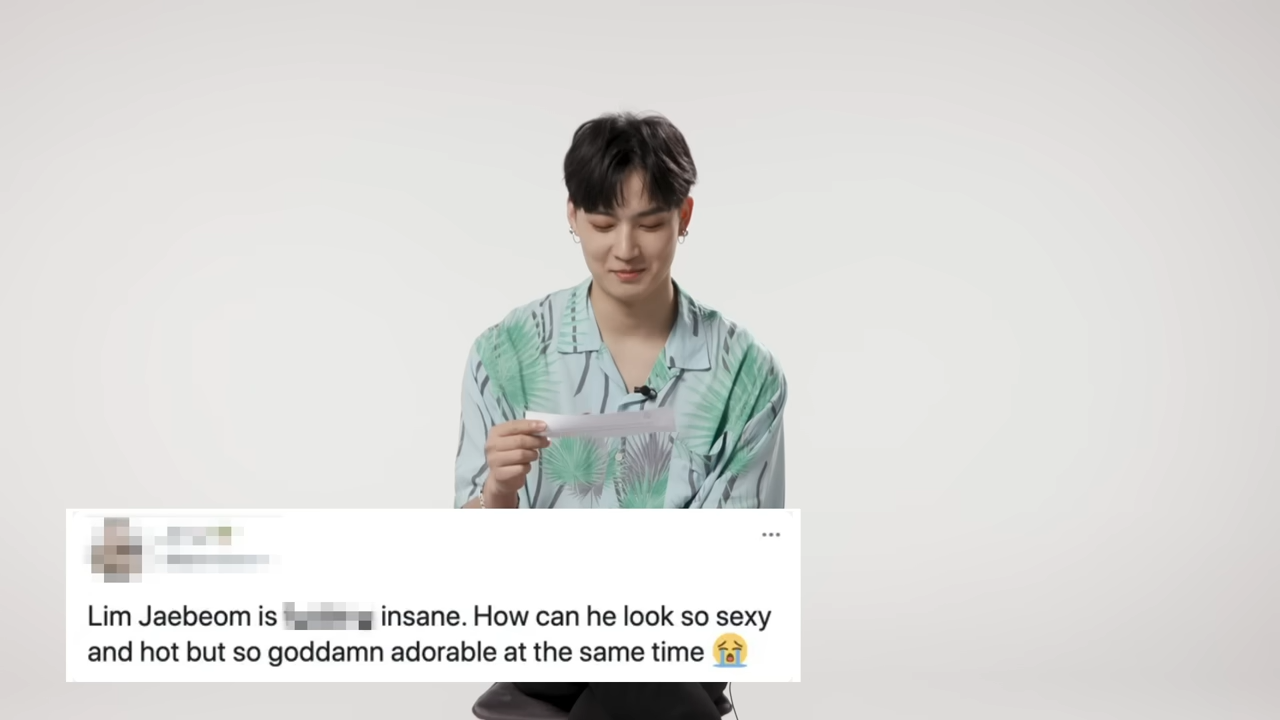 Lim Jaebeom is insane. How can he look so sexy
and hot but so goddamn adorable at the same time 😭